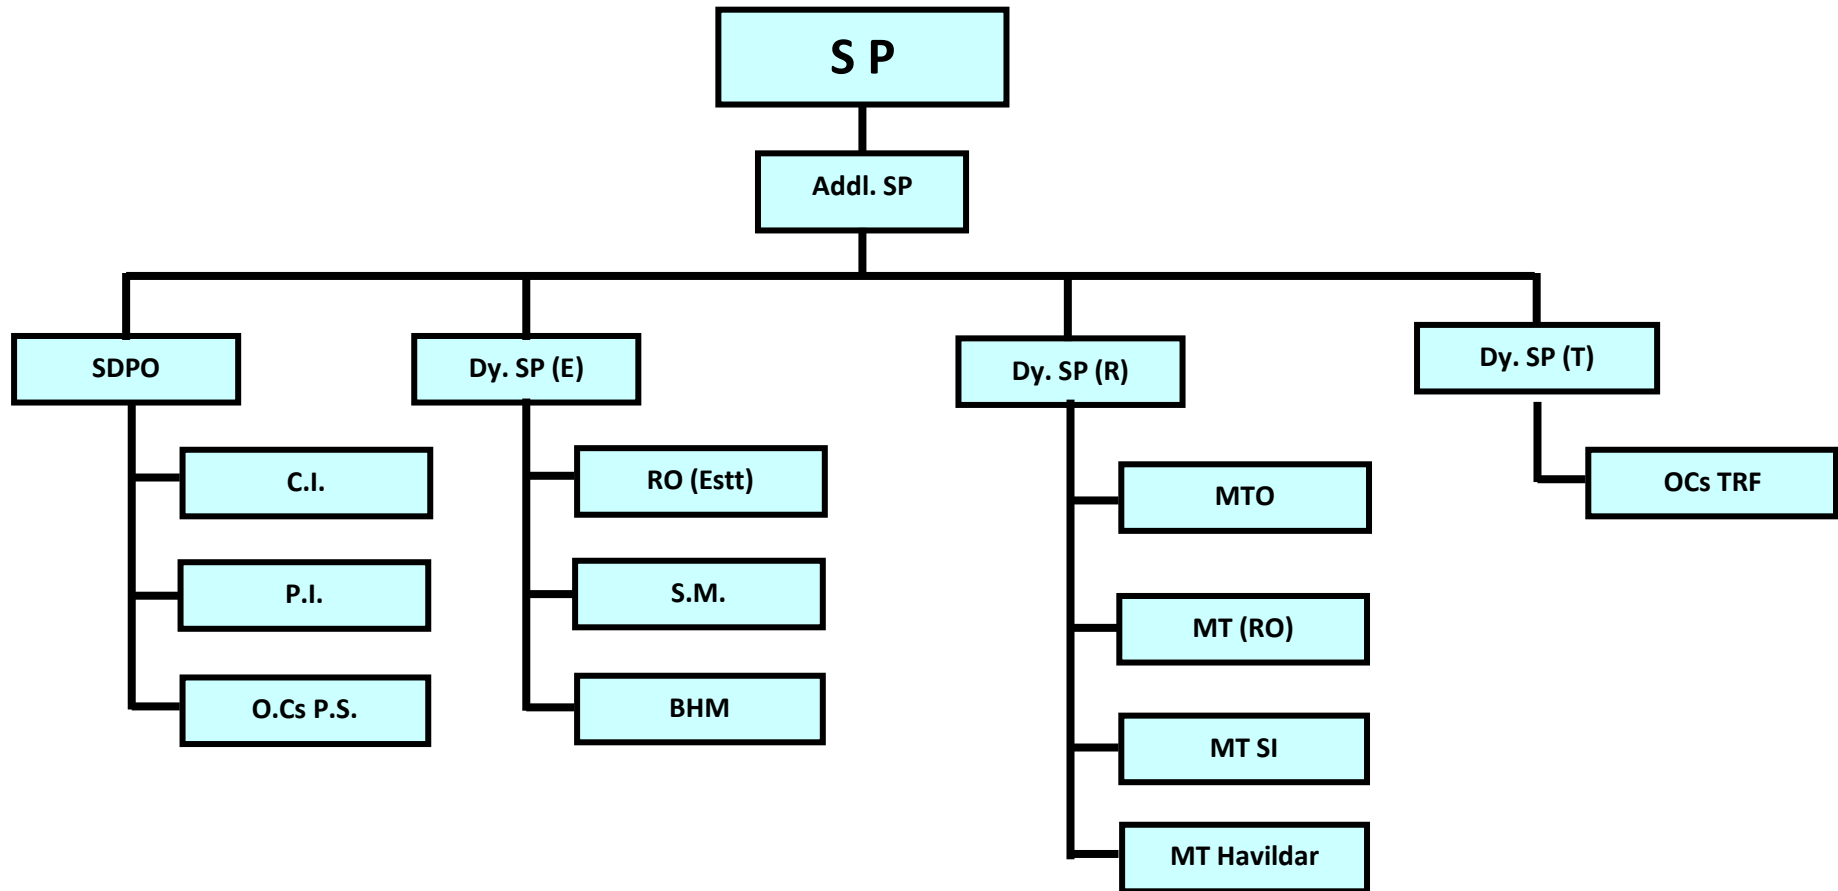 S P
Addl. SP
SDPO
Dy. SP (E)
Dy. SP (R)
Dy. SP (T)
C.I.
RO (Estt)
MTO
OCs TRF
P.I.
S.M.
MT (RO)
O.Cs P.S.
BHM
MT SI
MT Havildar